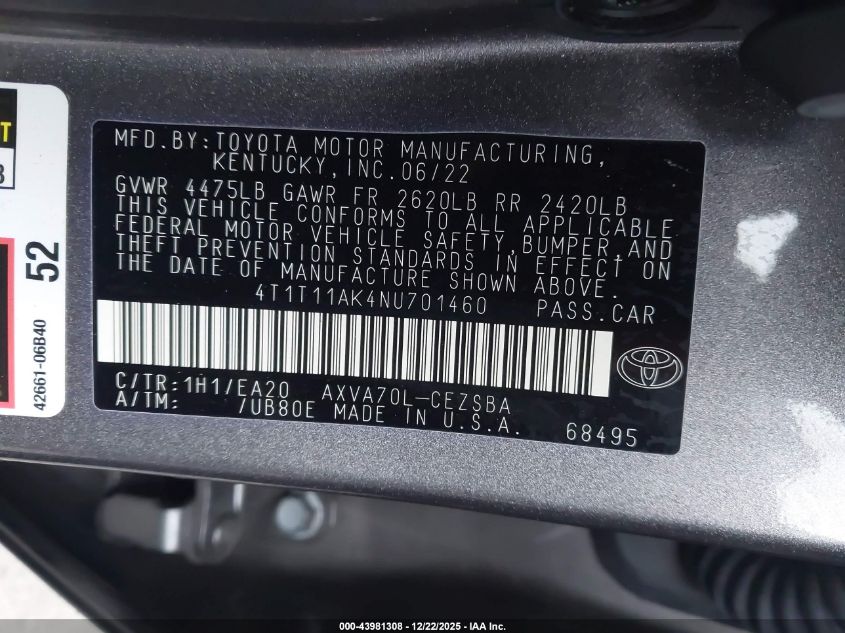 MFD.BY:TOYOTA MOTOR MANUFACTURING,
KENTUCKY, INC. 06/22
GVWR 4475LB GAWR FR 2620LB RR 2420LB
THIS VEHICLE CONFORMS TO ALL APPLICABLE
FEDERAL MOTOR VEHICLE SAFETY, BUMPER, AND
THEFT PREVENTION STANDARDS IN EFFECT ON
THE DATE OF MANUFACTURE SHOWN ABOVE.
4T1T11AK4NU701460 PASS.CAR
C/TR:1H1/EA20 AXVA70L-CEZSBA
A/TM: /UB80E MADE IN U.S.A.
68495
52
42661-06B40
000-43981308 • 12/22/2025 • IAA Inc.